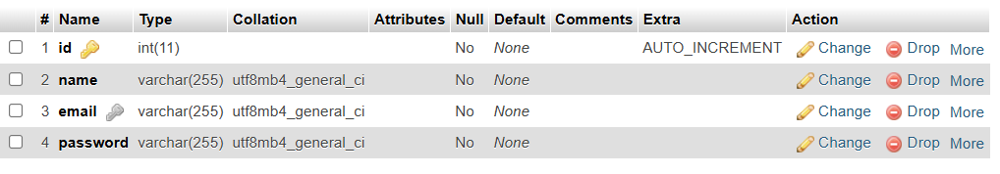 # Name Type Collation Attributes Null Default Comments Extra Action
1 id int(11) No None AUTO_INCREMENT Change Drop More
2 name varchar(255) utf8mb4_general_ci No None Change Drop More
3 email varchar(255) utf8mb4_general_ci No None Change Drop More
4 password varchar(255) utf8mb4_general_ci No None Change Drop More